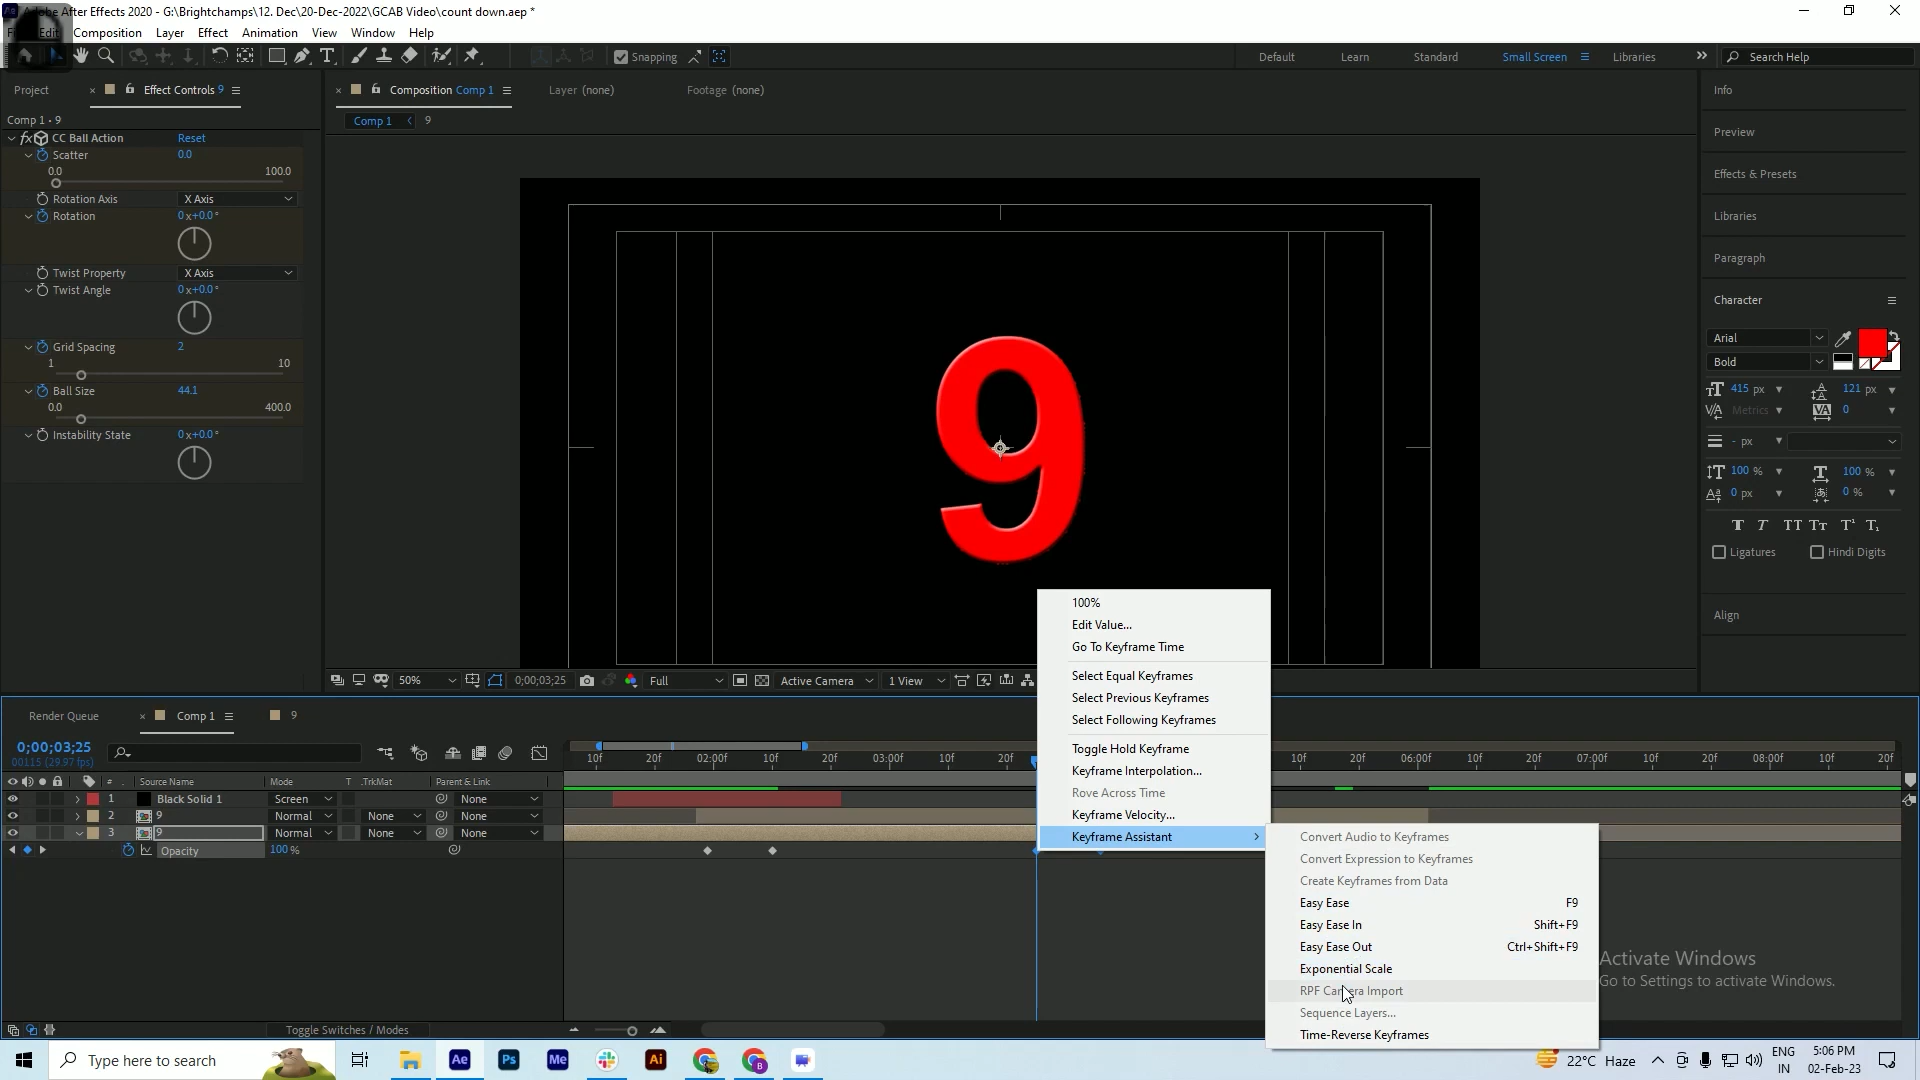 Adobe After Effects 2020 - G:\Brightchamps\12. Dec\20-Dec-2022\GCAB Video\count down.aep *
Edit Composition Layer Effect Animation View Window Help
Snapping
Default Learn Standard Small Screen Libraries Search Help
Project Effect Controls 9
Composition Comp 1
Layer (none)
Footage (none)
Info
Comp 1 • 9
Comp 1
9
Preview
fx CC Ball Action Reset
Scatter 0.0
0.0 100.0
Rotation Axis X Axis
Rotation 0x+0.0°
Twist Property X Axis
Twist Angle 0x+0.0°
Grid Spacing 2
1 10
Ball Size 44.1
0.0 400.0
Instability State 0x+0.0°
9
Effects & Presets
Libraries
Paragraph
Character
Arial
Bold
415 px 121 px
Metrics 0
- px
100 % 100 %
0 px 0 %
T T TT Tt T¹ T₁
Ligatures Hindi Digits
Align
50% 0;00;03;25 Full Active Camera 1 View
100%
Edit Value...
Go To Keyframe Time
Select Equal Keyframes
Select Previous Keyframes
Select Following Keyframes
Toggle Hold Keyframe
Keyframe Interpolation...
Rove Across Time
Keyframe Velocity...
Keyframe Assistant
Convert Audio to Keyframes
Convert Expression to Keyframes
Create Keyframes from Data
Easy Ease F9
Easy Ease In Shift+F9
Easy Ease Out Ctrl+Shift+F9
Exponential Scale
RPF Camera Import
Sequence Layers...
Time-Reverse Keyframes
Render Queue Comp 1 9
0;00;03;25
00115 (29.97 fps)
10f 20f 02:00f 10f 20f 03:00f 10f 20f 10f 20f 06:00f 10f 20f 07:00f 10f 20f 08:00f 10f 20f
# Source Name Mode T .TrkMat Parent & Link
1 Black Solid 1 Screen None
2 9 Normal None None
3 9 Normal None None
Opacity 100 %
Toggle Switches / Modes
Activate Windows
Go to Settings to activate Windows.
Type here to search
Ae Ps Me Ai
22°C Haze
ENG
IN
5:06 PM
02-Feb-23